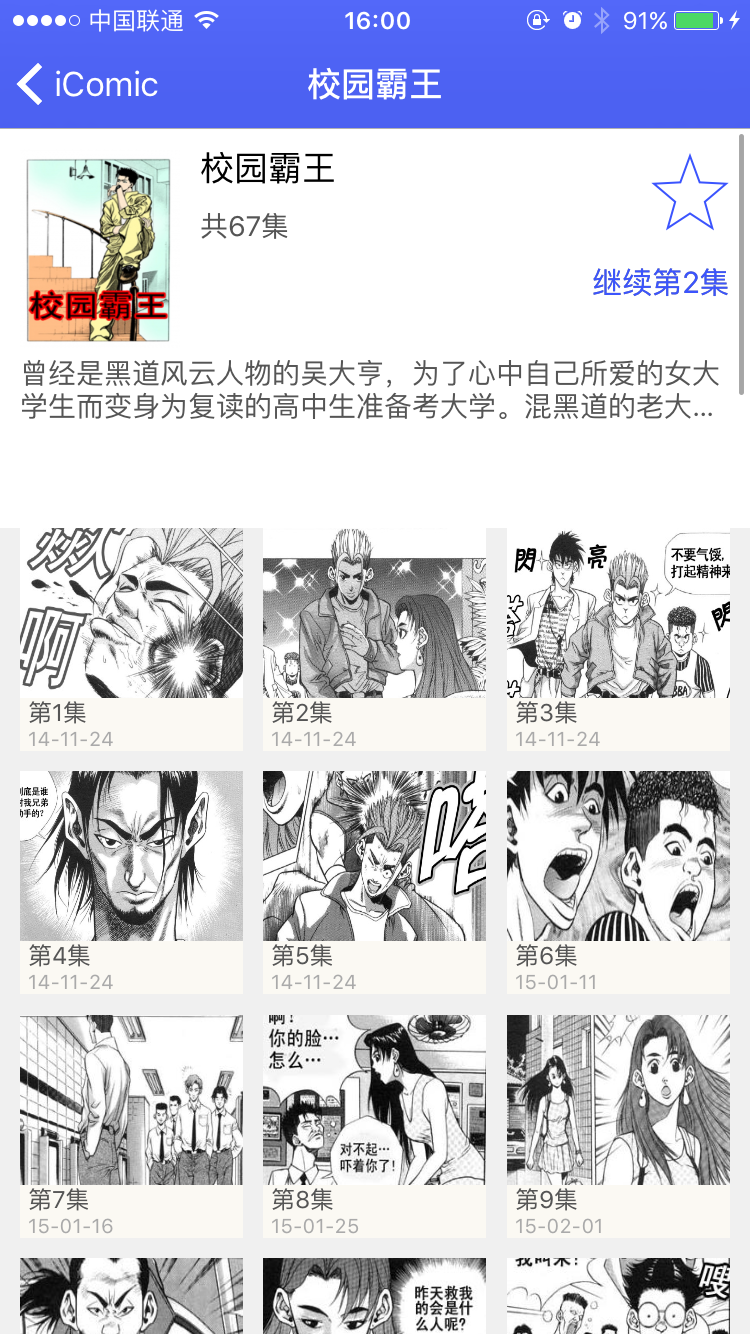 中国联通
16:00
91%
iComic
校园霸王
校园霸王
共67集
继续第2集
校园霸王
曾经是黑道风云人物的吴大亨，为了心中自己所爱的女大
学生而变身为复读的高中生准备考大学。混黑道的老大...
啊
閃
亮
不要气馁,
打起精神来
閃
BBA
第1集
14-11-24
第2集
14-11-24
第3集
14-11-24
到底是谁
对我兄弟
动手的?
嗒
第4集
14-11-24
第5集
14-11-24
第6集
15-01-11
啊!
你的脸…
怎么…
对不起…
吓着你了!
第7集
15-01-16
第8集
15-01-25
第9集
15-02-01
昨天救我
的会是什
么人呢?
我叫朱!
嗖